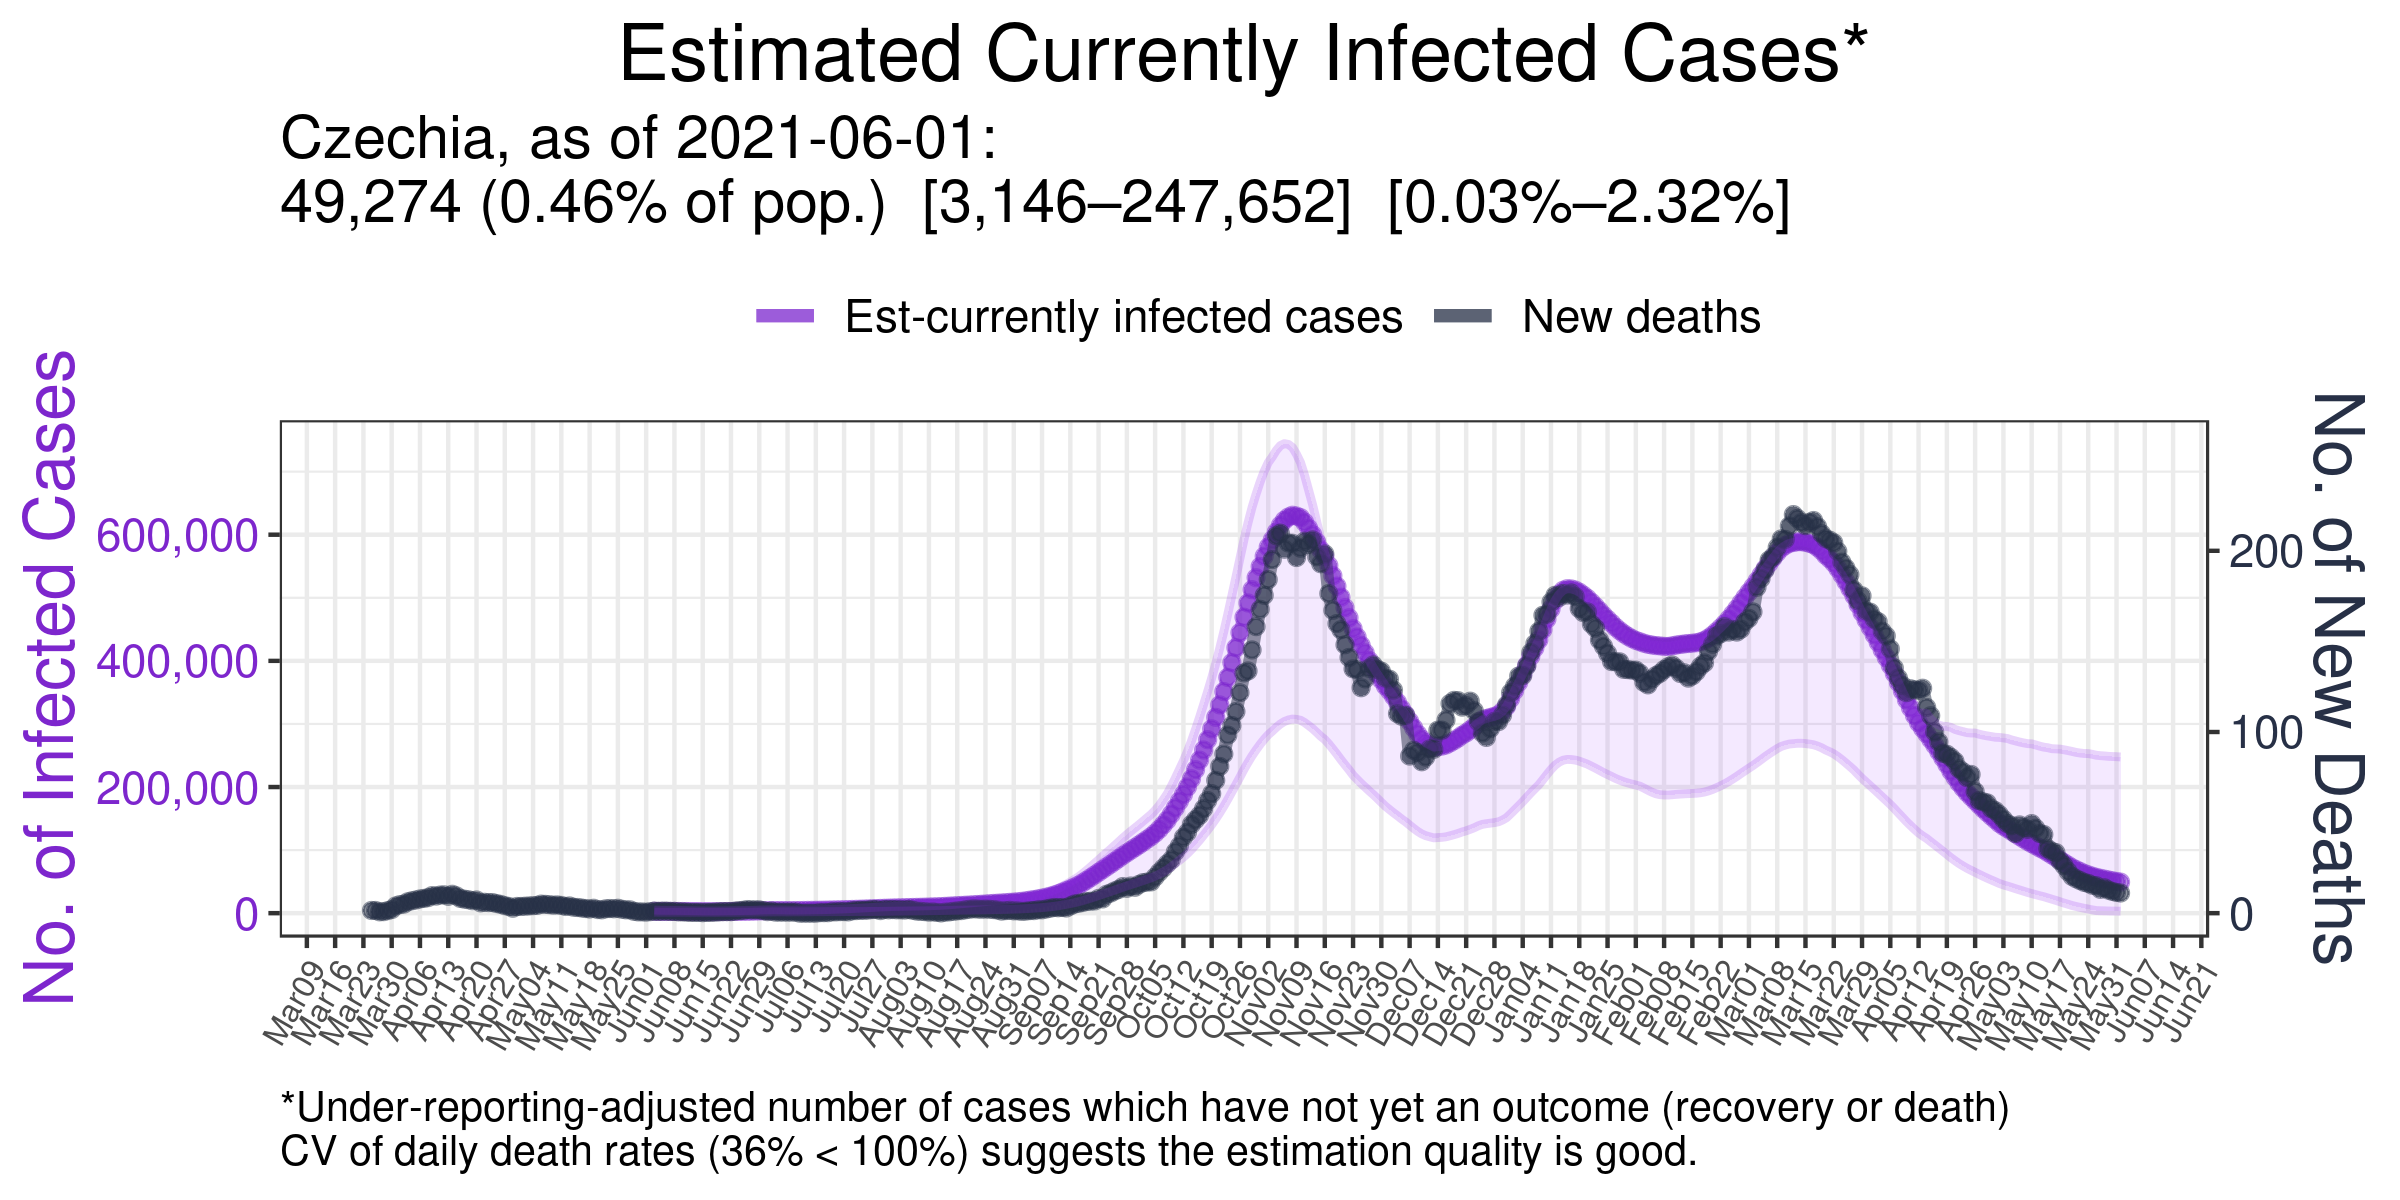 Estimated Currently Infected Cases*
Czechia, as of 2021-06-01:
49,274 (0.46% of pop.) [3,146–247,652] [0.03%–2.32%]
Est-currently infected cases New deaths
No. of Infected Cases
600,000
400,000
200,000
0
200
100
0
No. of New Deaths
Mar09 Mar16 Mar23 Mar30 Apr06 Apr13 Apr20 Apr27 May04 May11 May18 May25 Jun01 Jun08 Jun15 Jun22 Jun29 Jul06 Jul13 Jul20 Jul27 Aug03 Aug10 Aug17 Aug24 Aug31 Sep07 Sep14 Sep21 Sep28 Oct05 Oct12 Oct19 Oct26 Nov02 Nov09 Nov16 Nov23 Nov30 Dec07 Dec14 Dec21 Dec28 Jan04 Jan11 Jan18 Jan25 Feb01 Feb08 Feb15 Feb22 Mar01 Mar08 Mar15 Mar22 Mar29 Apr05 Apr12 Apr19 Apr26 May03 May10 May17 May24 May31 Jun07 Jun14 Jun21
*Under-reporting-adjusted number of cases which have not yet an outcome (recovery or death)
CV of daily death rates (36% < 100%) suggests the estimation quality is good.